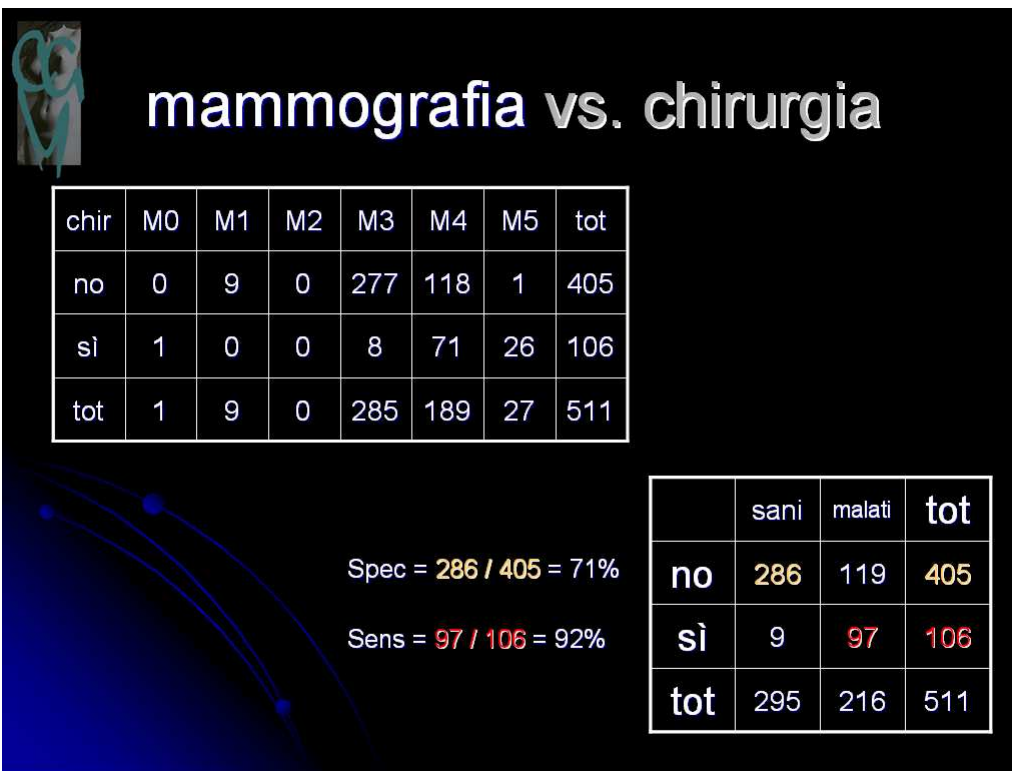 mammografia vs. chirurgia
chir M0 M1 M2 M3 M4 M5 tot
no 0 9 0 277 118 1 405
sì 1 0 0 8 71 26 106
tot 1 9 0 285 189 27 511
Spec = 286 / 405 = 71%
Sens = 97 / 106 = 92%
sani malati tot
no 286 119 405
sì 9 97 106
tot 295 216 511